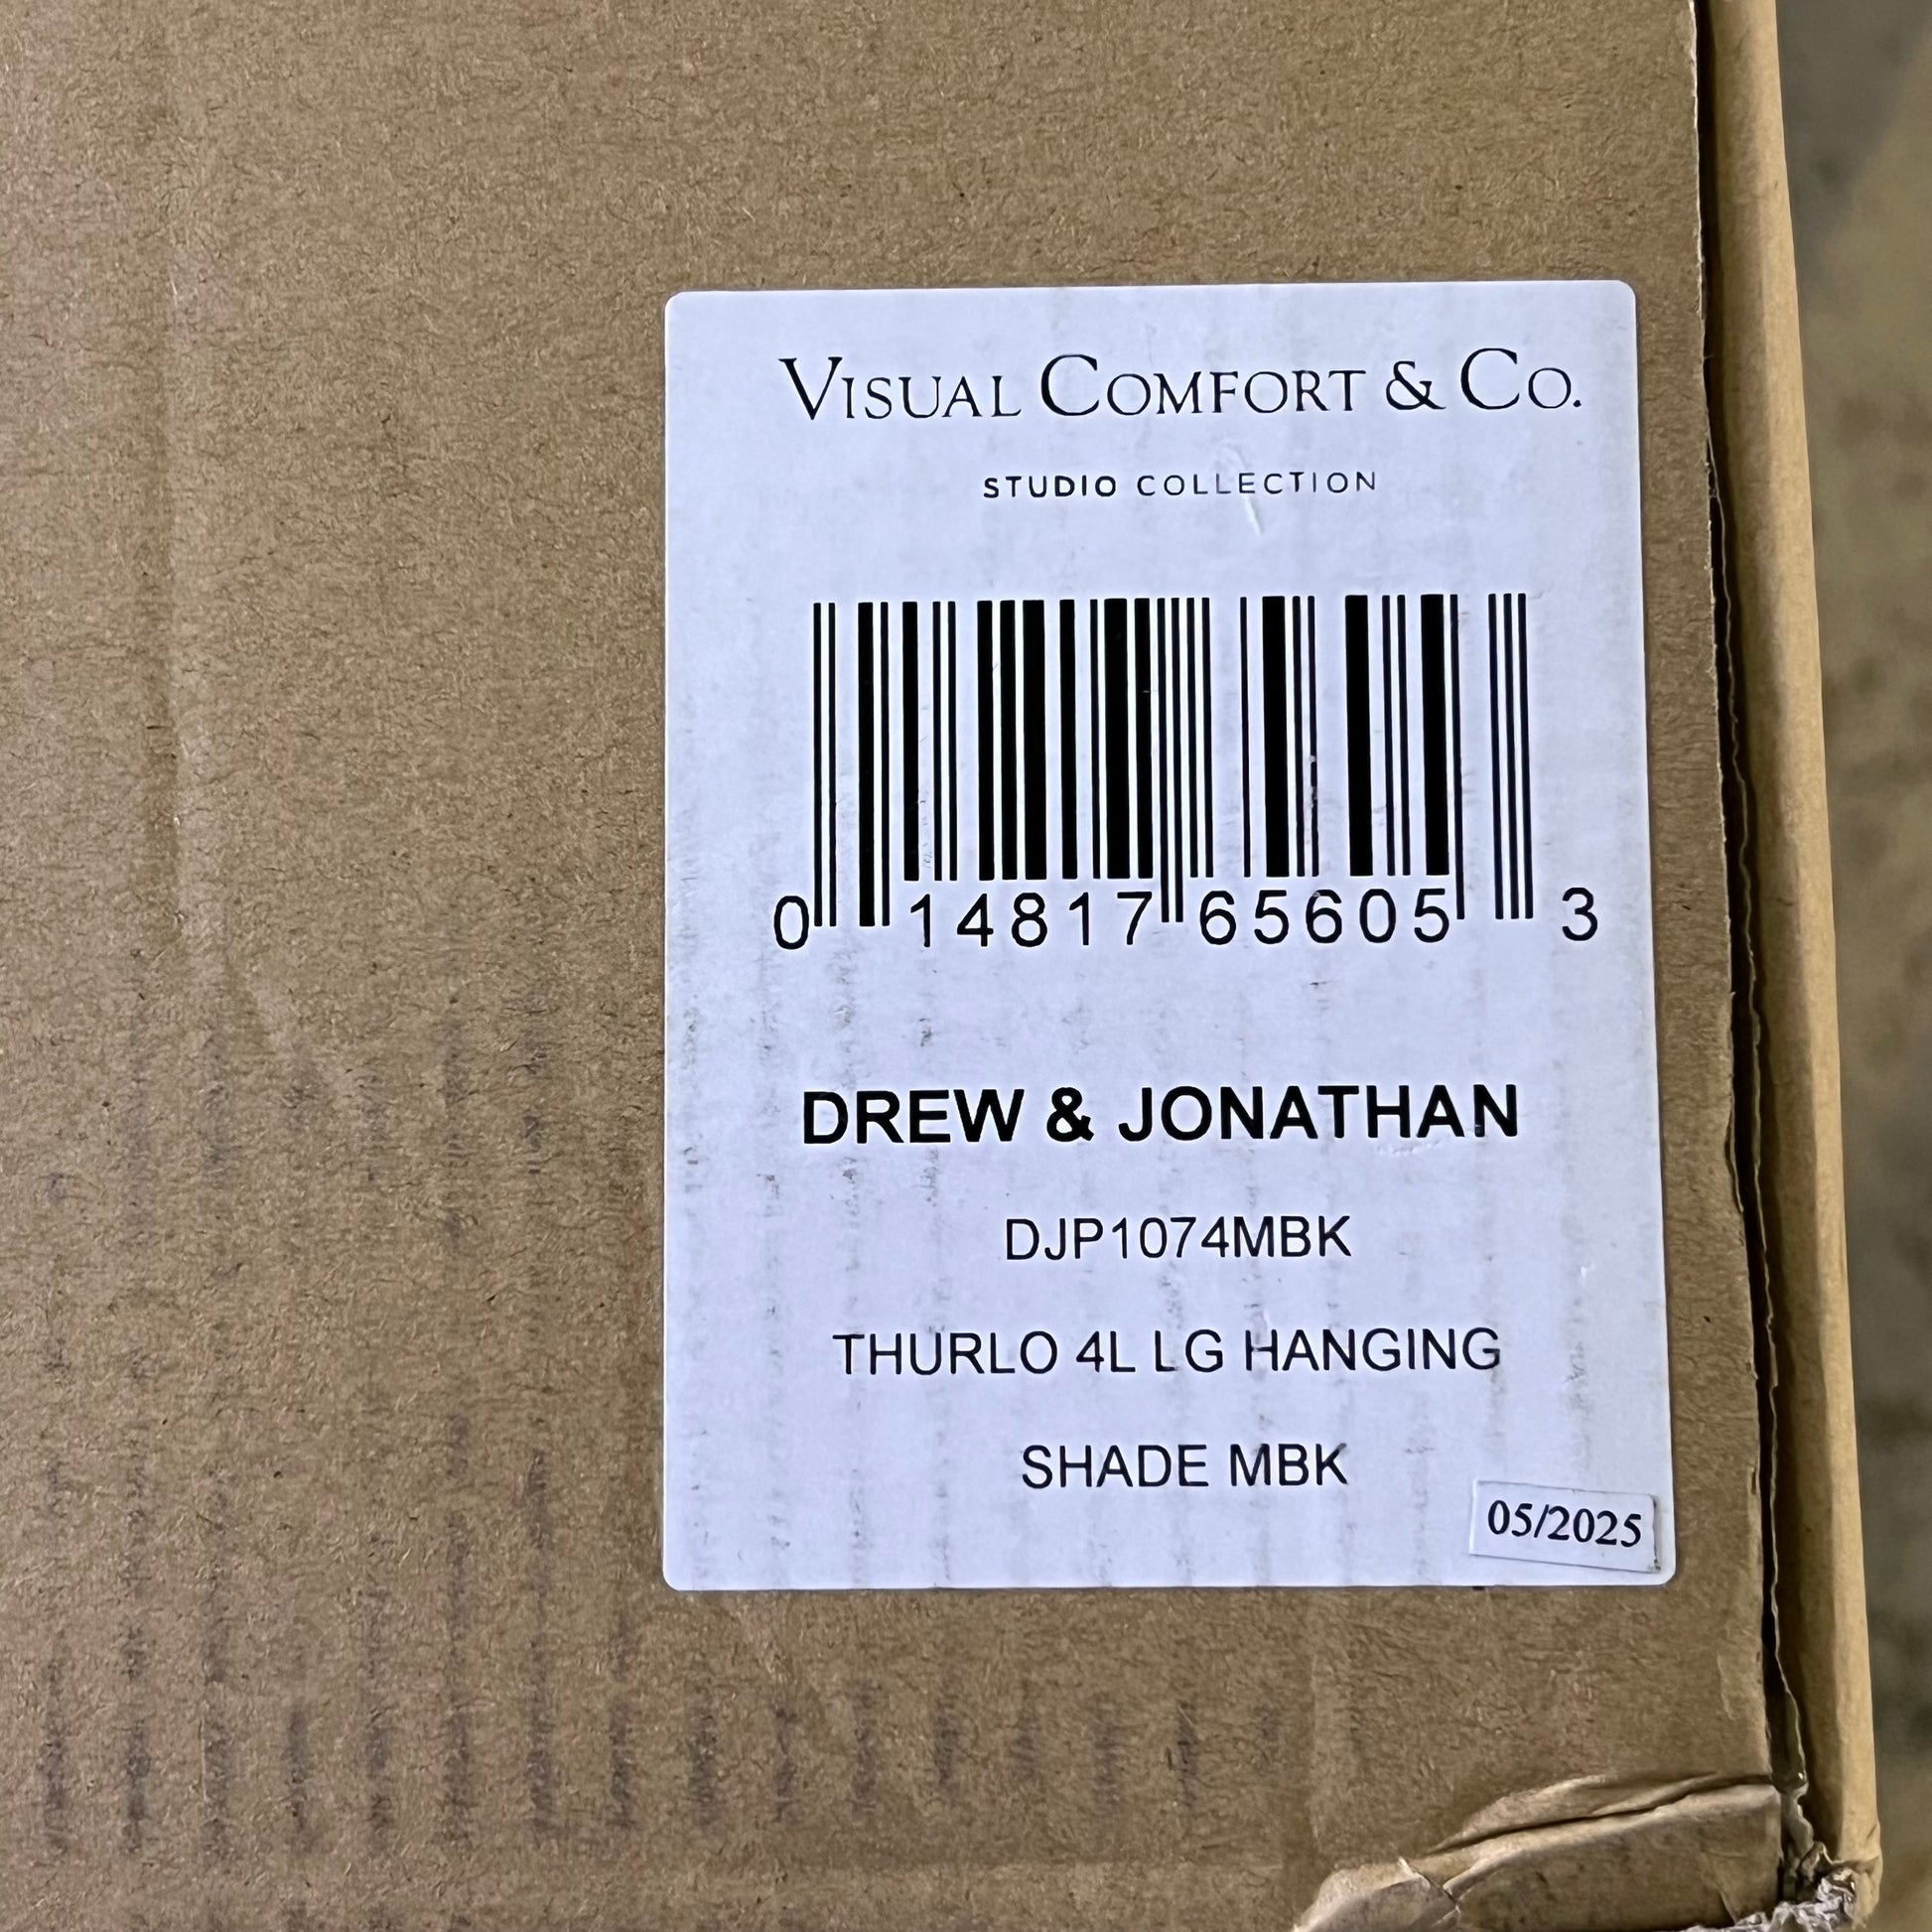 VISUAL COMFORT & CO.
STUDIO COLLECTION
0 14817 65605 3
DREW & JONATHAN
DJP1074MBK
THURLO 4L LG HANGING
SHADE MBK
05/2025